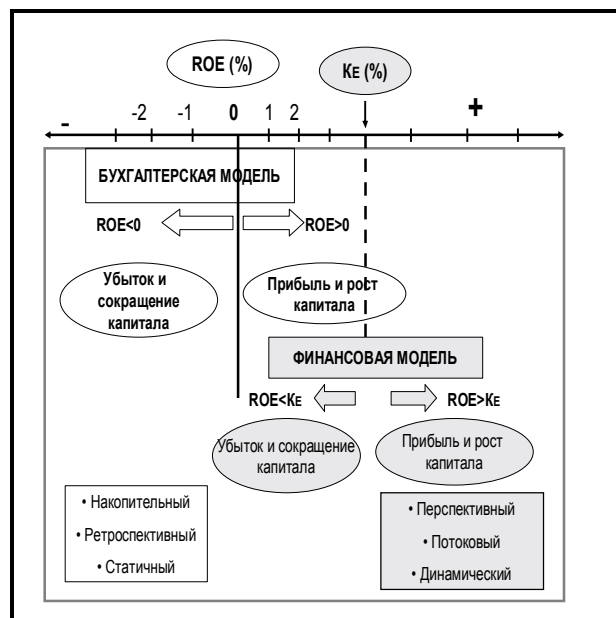 ROE (%)
KE (%)
- -2 -1 0 1 2 +
БУХГАЛТЕРСКАЯ МОДЕЛЬ
ROE<0 ROE>0
Убыток и
сокращение
капитала
Прибыль и рост
капитала
ФИНАНСОВАЯ МОДЕЛЬ
ROE<KE ROE>KE
Убыток и сокращение
капитала
Прибыль и рост
капитала
• Накопительный
• Ретроспективный
• Статичный
• Перспективный
• Потоковый
• Динамический